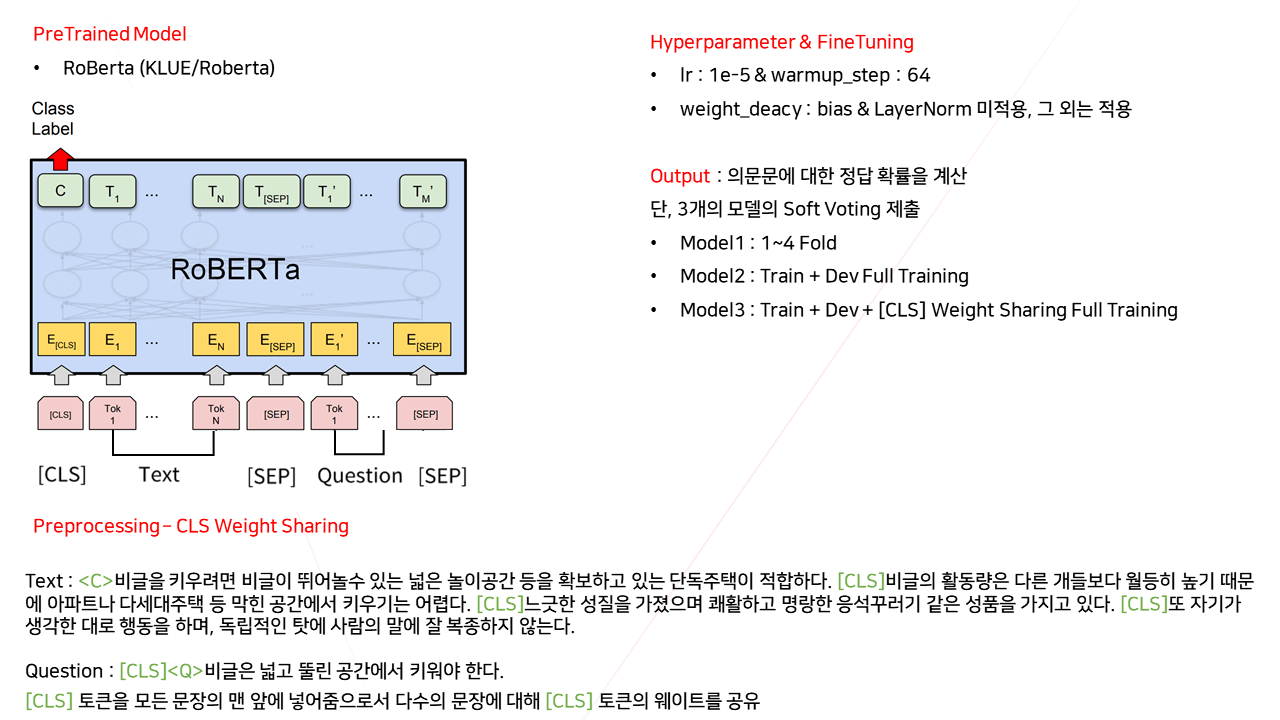 PreTrained Model
• RoBerta (KLUE/Roberta)
Class
Label
C T1 ... TN T[SEP] T1' ... TM'
...
RoBERTa
...
E[CLS] E1 ... EN E[SEP] E1' ... E[SEP]
[CLS] Tok 1 ... Tok N [SEP] Tok 1 ... [SEP]
[CLS] Text [SEP] Question [SEP]
Hyperparameter & FineTuning
• lr : 1e-5 & warmup_step : 64
• weight_deacy : bias & LayerNorm 미적용, 그 외는 적용
Output : 의문문에 대한 정답 확률을 계산
단, 3개의 모델의 Soft Voting 제출
• Model1 : 1~4 Fold
• Model2 : Train + Dev Full Training
• Model3 : Train + Dev + [CLS] Weight Sharing Full Training
Preprocessing – CLS Weight Sharing
Text : <C>비글을 키우려면 비글이 뛰어놀수 있는 넓은 놀이공간 등을 확보하고 있는 단독주택이 적합하다. [CLS]비글의 활동량은 다른 개들보다 월등히 높기 때문
에 아파트나 다세대주택 등 막힌 공간에서 키우기는 어렵다. [CLS]느긋한 성질을 가졌으며 쾌활하고 명랑한 응석꾸러기 같은 성품을 가지고 있다. [CLS]또 자기가
생각한 대로 행동을 하며, 독립적인 탓에 사람의 말에 잘 복종하지 않는다.
Question : [CLS]<Q>비글은 넓고 뚤린 공간에서 키워야 한다.
[CLS] 토큰을 모든 문장의 맨 앞에 넣어줌으로서 다수의 문장에 대해 [CLS] 토큰의 웨이트를 공유